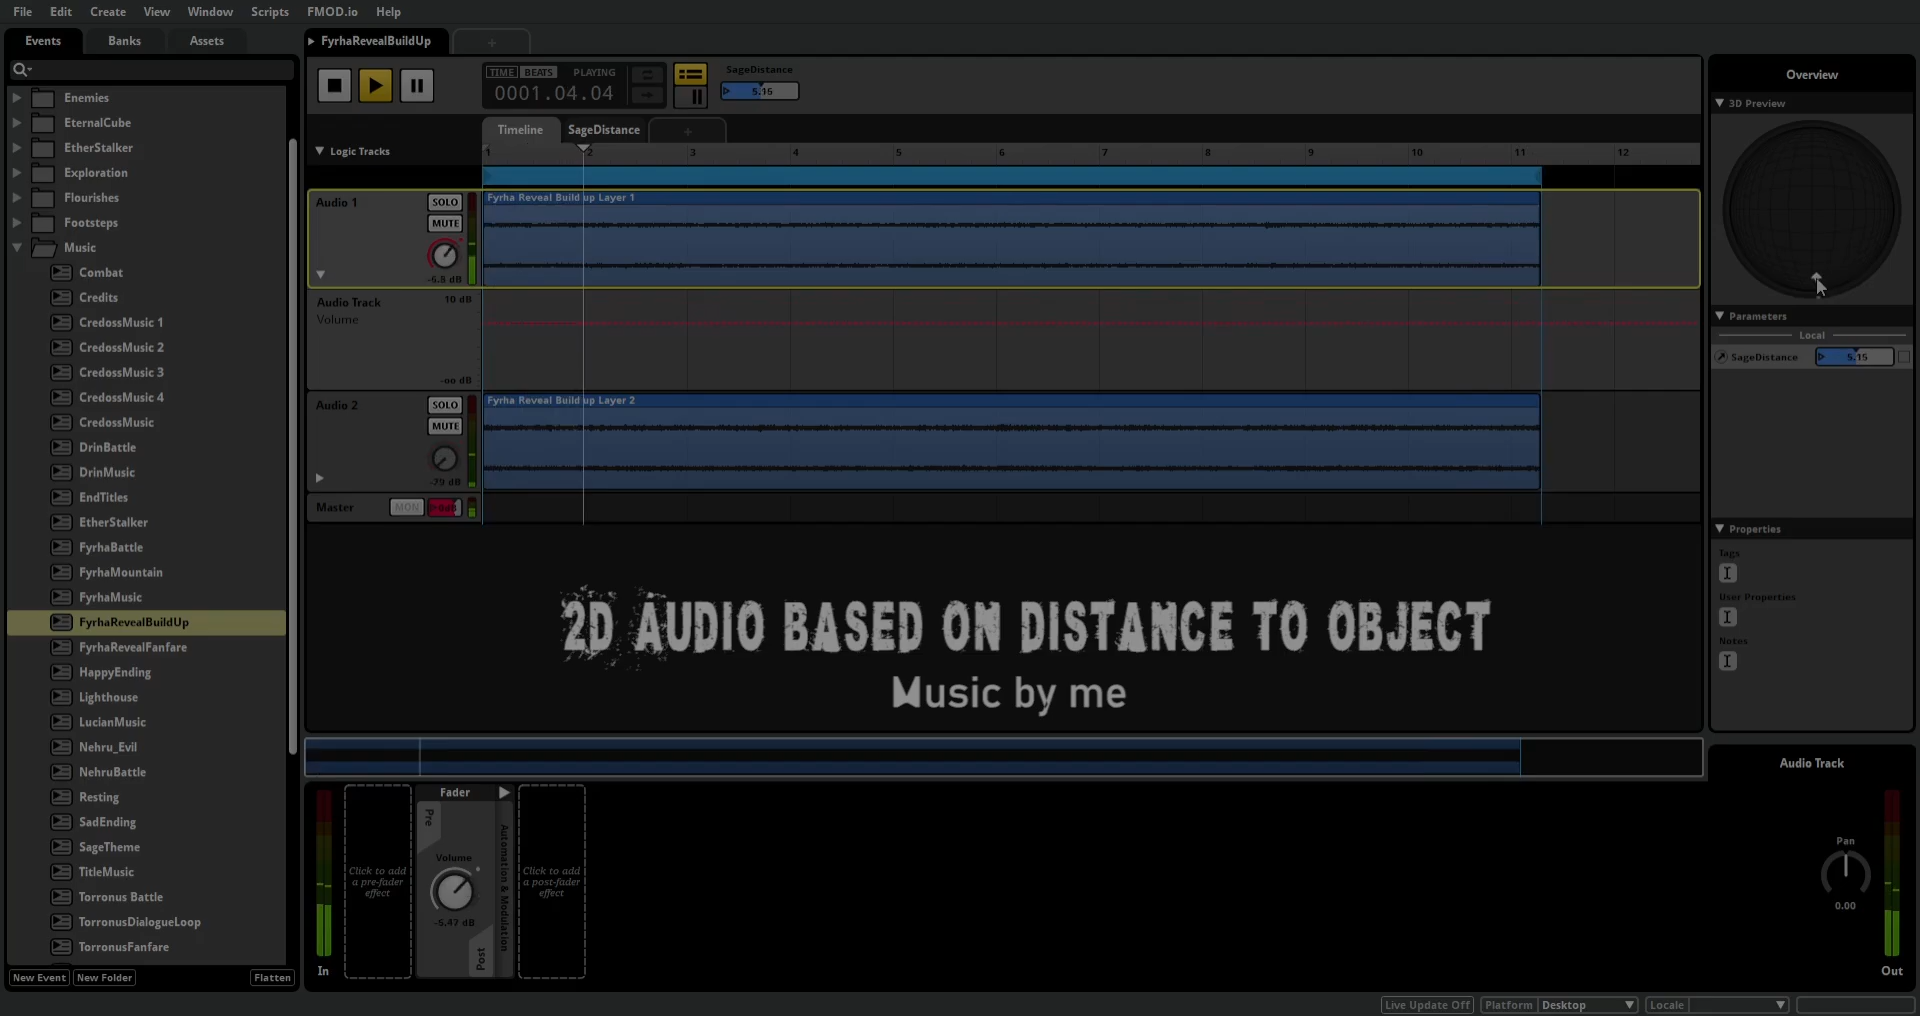 File Edit Create View Window Scripts FMOD.io Help
Events Banks Assets
FyrhaRevealBuildUp
Enemies
EternalCube
EtherStalker
Exploration
Flourishes
Footsteps
Music
Combat
Credits
CredossMusic 1
CredossMusic 2
CredossMusic 3
CredossMusic 4
CredossMusic
DrinBattle
DrinMusic
EndTitles
EtherStalker
FyrhaBattle
FyrhaMountain
FyrhaMusic
FyrhaRevealBuildUp
FyrhaRevealFanfare
HappyEnding
Lighthouse
LucianMusic
Nehru_Evil
NehruBattle
Resting
SadEnding
SageTheme
TitleMusic
Torronus Battle
TorronusDialogueLoop
TorronusFanfare
New Event New Folder Flatten
TIME BEATS PLAYING
0001.04.04
SageDistance
5.16
Timeline SageDistance
Logic Tracks
1 2 3 4 5 6 7 8 9 10 11 12
Audio 1
SOLO
MUTE
-6.8 dB
Fyrha Reveal Build up Layer 1
Audio Track
Volume
10 dB
-oo dB
Audio 2
SOLO
MUTE
-29 dB
Fyrha Reveal Build up Layer 2
Master MON
2D AUDIO BASED ON DISTANCE TO OBJECT
Music by me
Overview
3D Preview
Parameters
Local
SageDistance 5.15
Properties
Tags
User Properties
Notes
Fader
Pre
Volume
-5.47 dB
Post
Automation & Modulation
Click to add
a pre-fader
effect
Click to add
a post-fader
effect
In
Audio Track
Pan
0.00
Out
Live Update Off Platform Desktop Locale